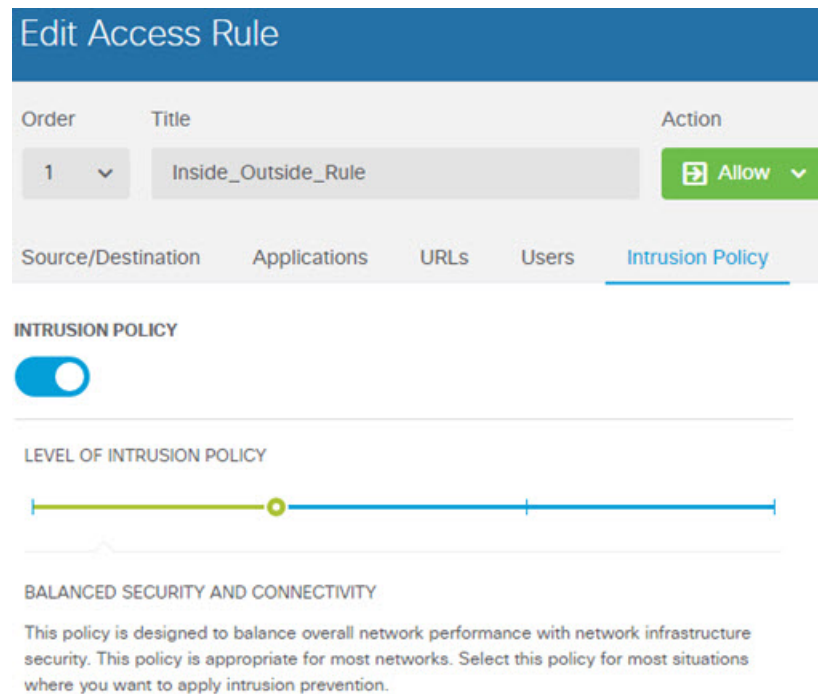 Edit Access Rule
Order Title Action
1 Inside_Outside_Rule Allow
Source/Destination Applications URLs Users Intrusion Policy
INTRUSION POLICY
LEVEL OF INTRUSION POLICY
BALANCED SECURITY AND CONNECTIVITY
This policy is designed to balance overall network performance with network infrastructure
security. This policy is appropriate for most networks. Select this policy for most situations
where you want to apply intrusion prevention.